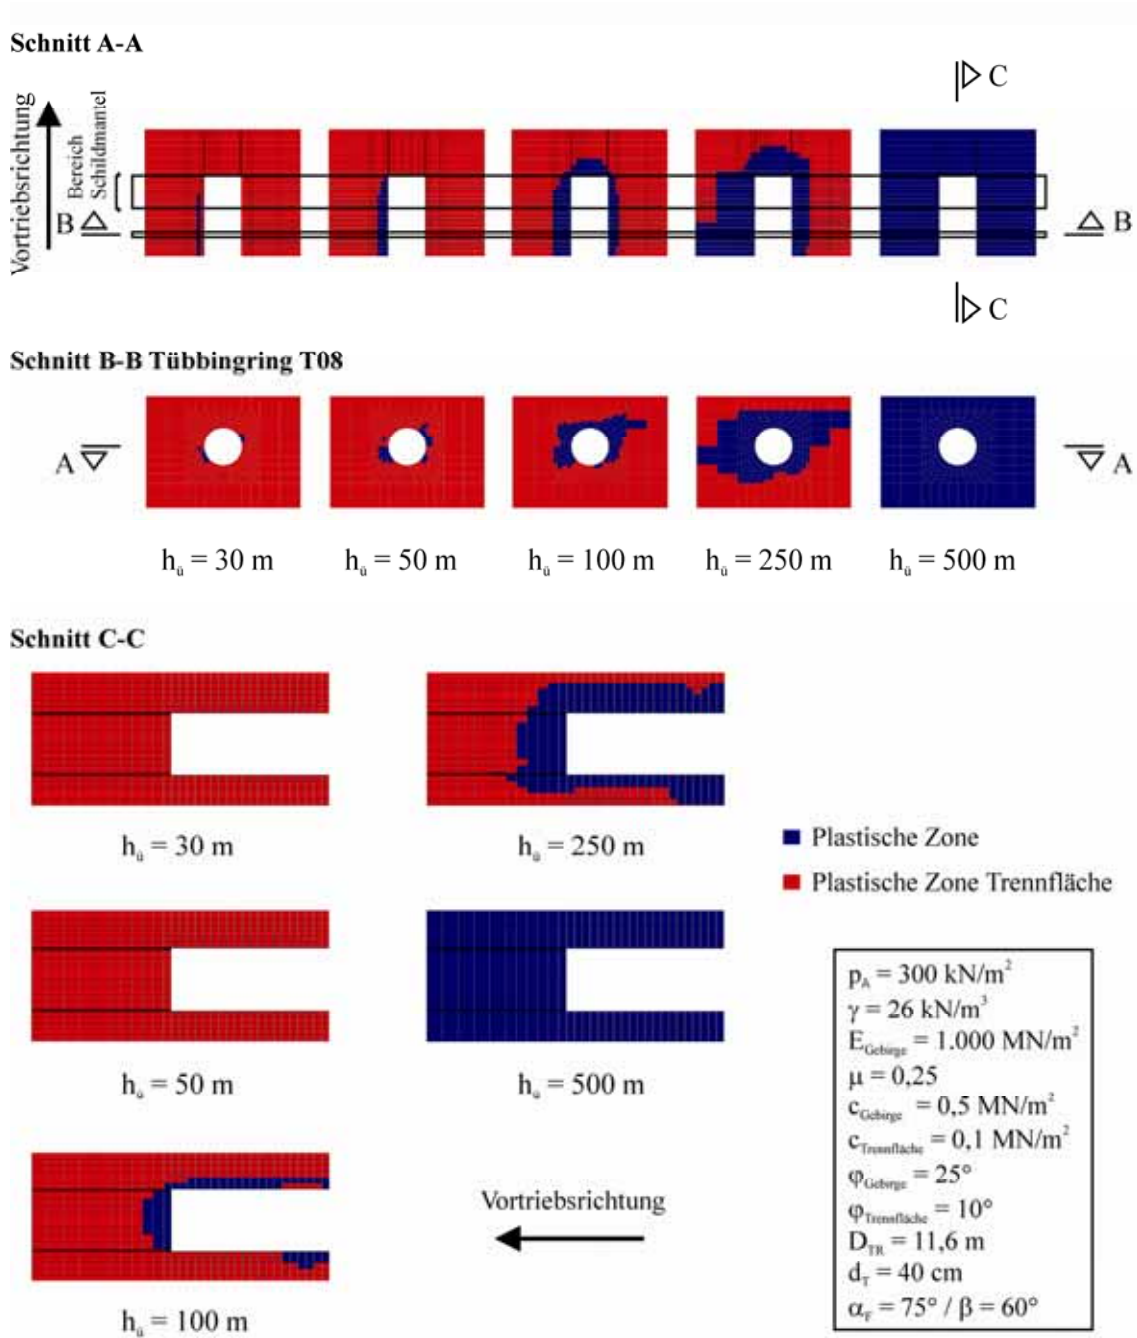 Schnitt A-A
C
Vortriebsrichtung
Bereich
Schildmantel
B
B
C
Schnitt B-B Tübbingring T08
A
A
hü = 30 m
hü = 50 m
hü = 100 m
hü = 250 m
hü = 500 m
Schnitt C-C
hü = 30 m
hü = 250 m
Plastische Zone
Plastische Zone Trennfläche
hü = 50 m
hü = 500 m
Vortriebsrichtung
hü = 100 m
pA = 300 kN/m²
γ = 26 kN/m³
EGebirge = 1.000 MN/m²
μ = 0,25
cGebirge = 0,5 MN/m²
cTrennfläche = 0,1 MN/m²
φGebirge = 25°
φTrennfläche = 10°
DTR = 11,6 m
dT = 40 cm
αF = 75° / β = 60°